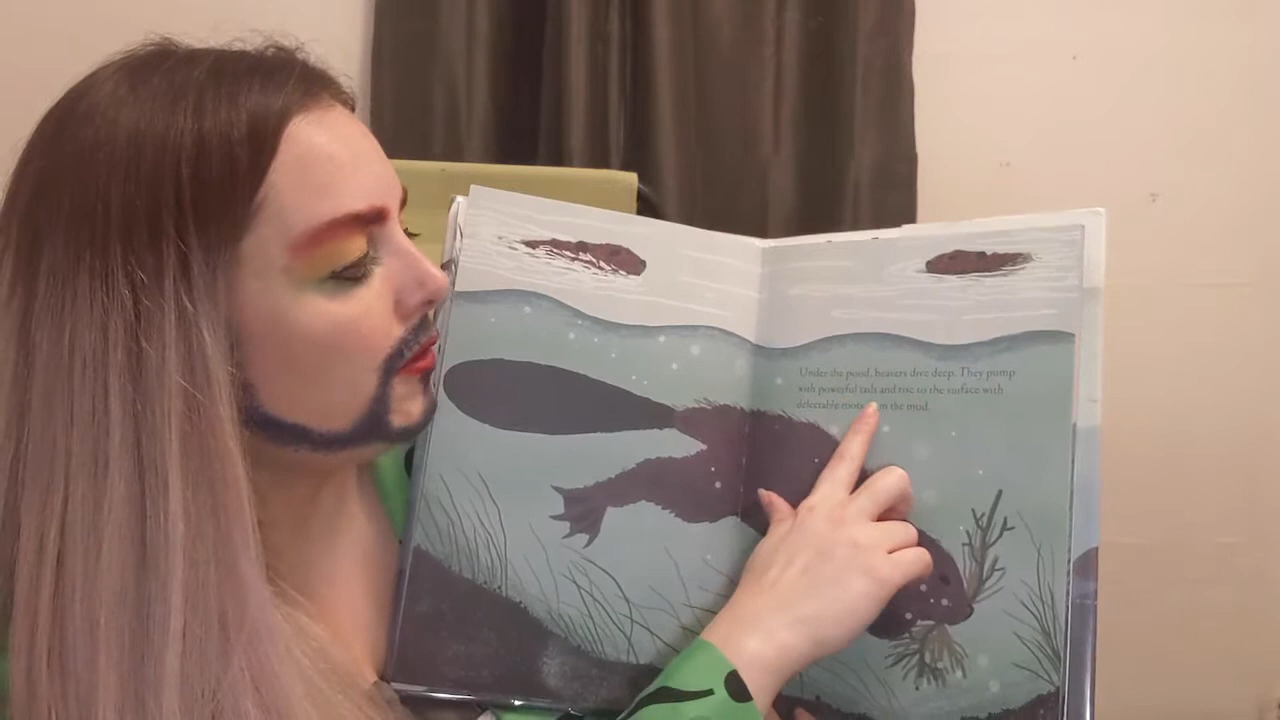 Under the pond, beavers dive deep. They pump
with powerful tails and rise to the surface with
delectable roots the mud.